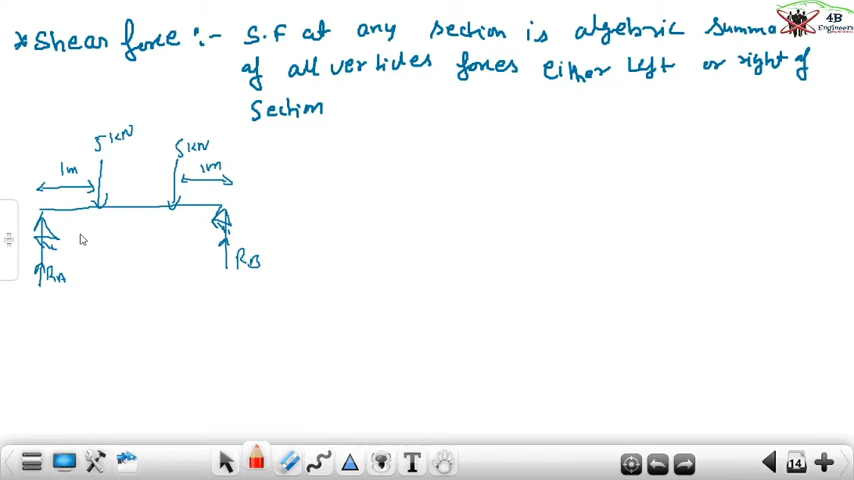 * Shear force :- S.F at any section is algebric summa
of all verticles forces either left or right of
section
5 KN
5 KN
1m
1m
RA
RB
4B
Engineers
T
14